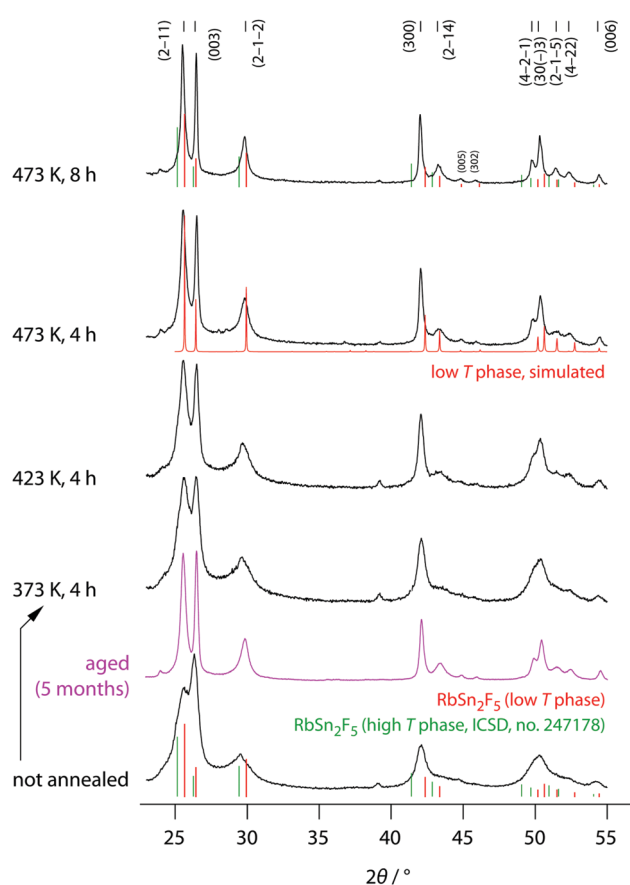 (2–11)
(003)
(2–1–2)
(300)
(2–14)
(4–2–1)
(30(–)3)
(2–1–5)
(4–22)
(006)
(005)
(302)
473 K, 8 h
473 K, 4 h
low T phase, simulated
423 K, 4 h
373 K, 4 h
aged
(5 months)
RbSn₂F₅ (low T phase)
RbSn₂F₅ (high T phase, ICSD, no. 247178)
not annealed
25 30 35 40 45 50 55
2θ / °